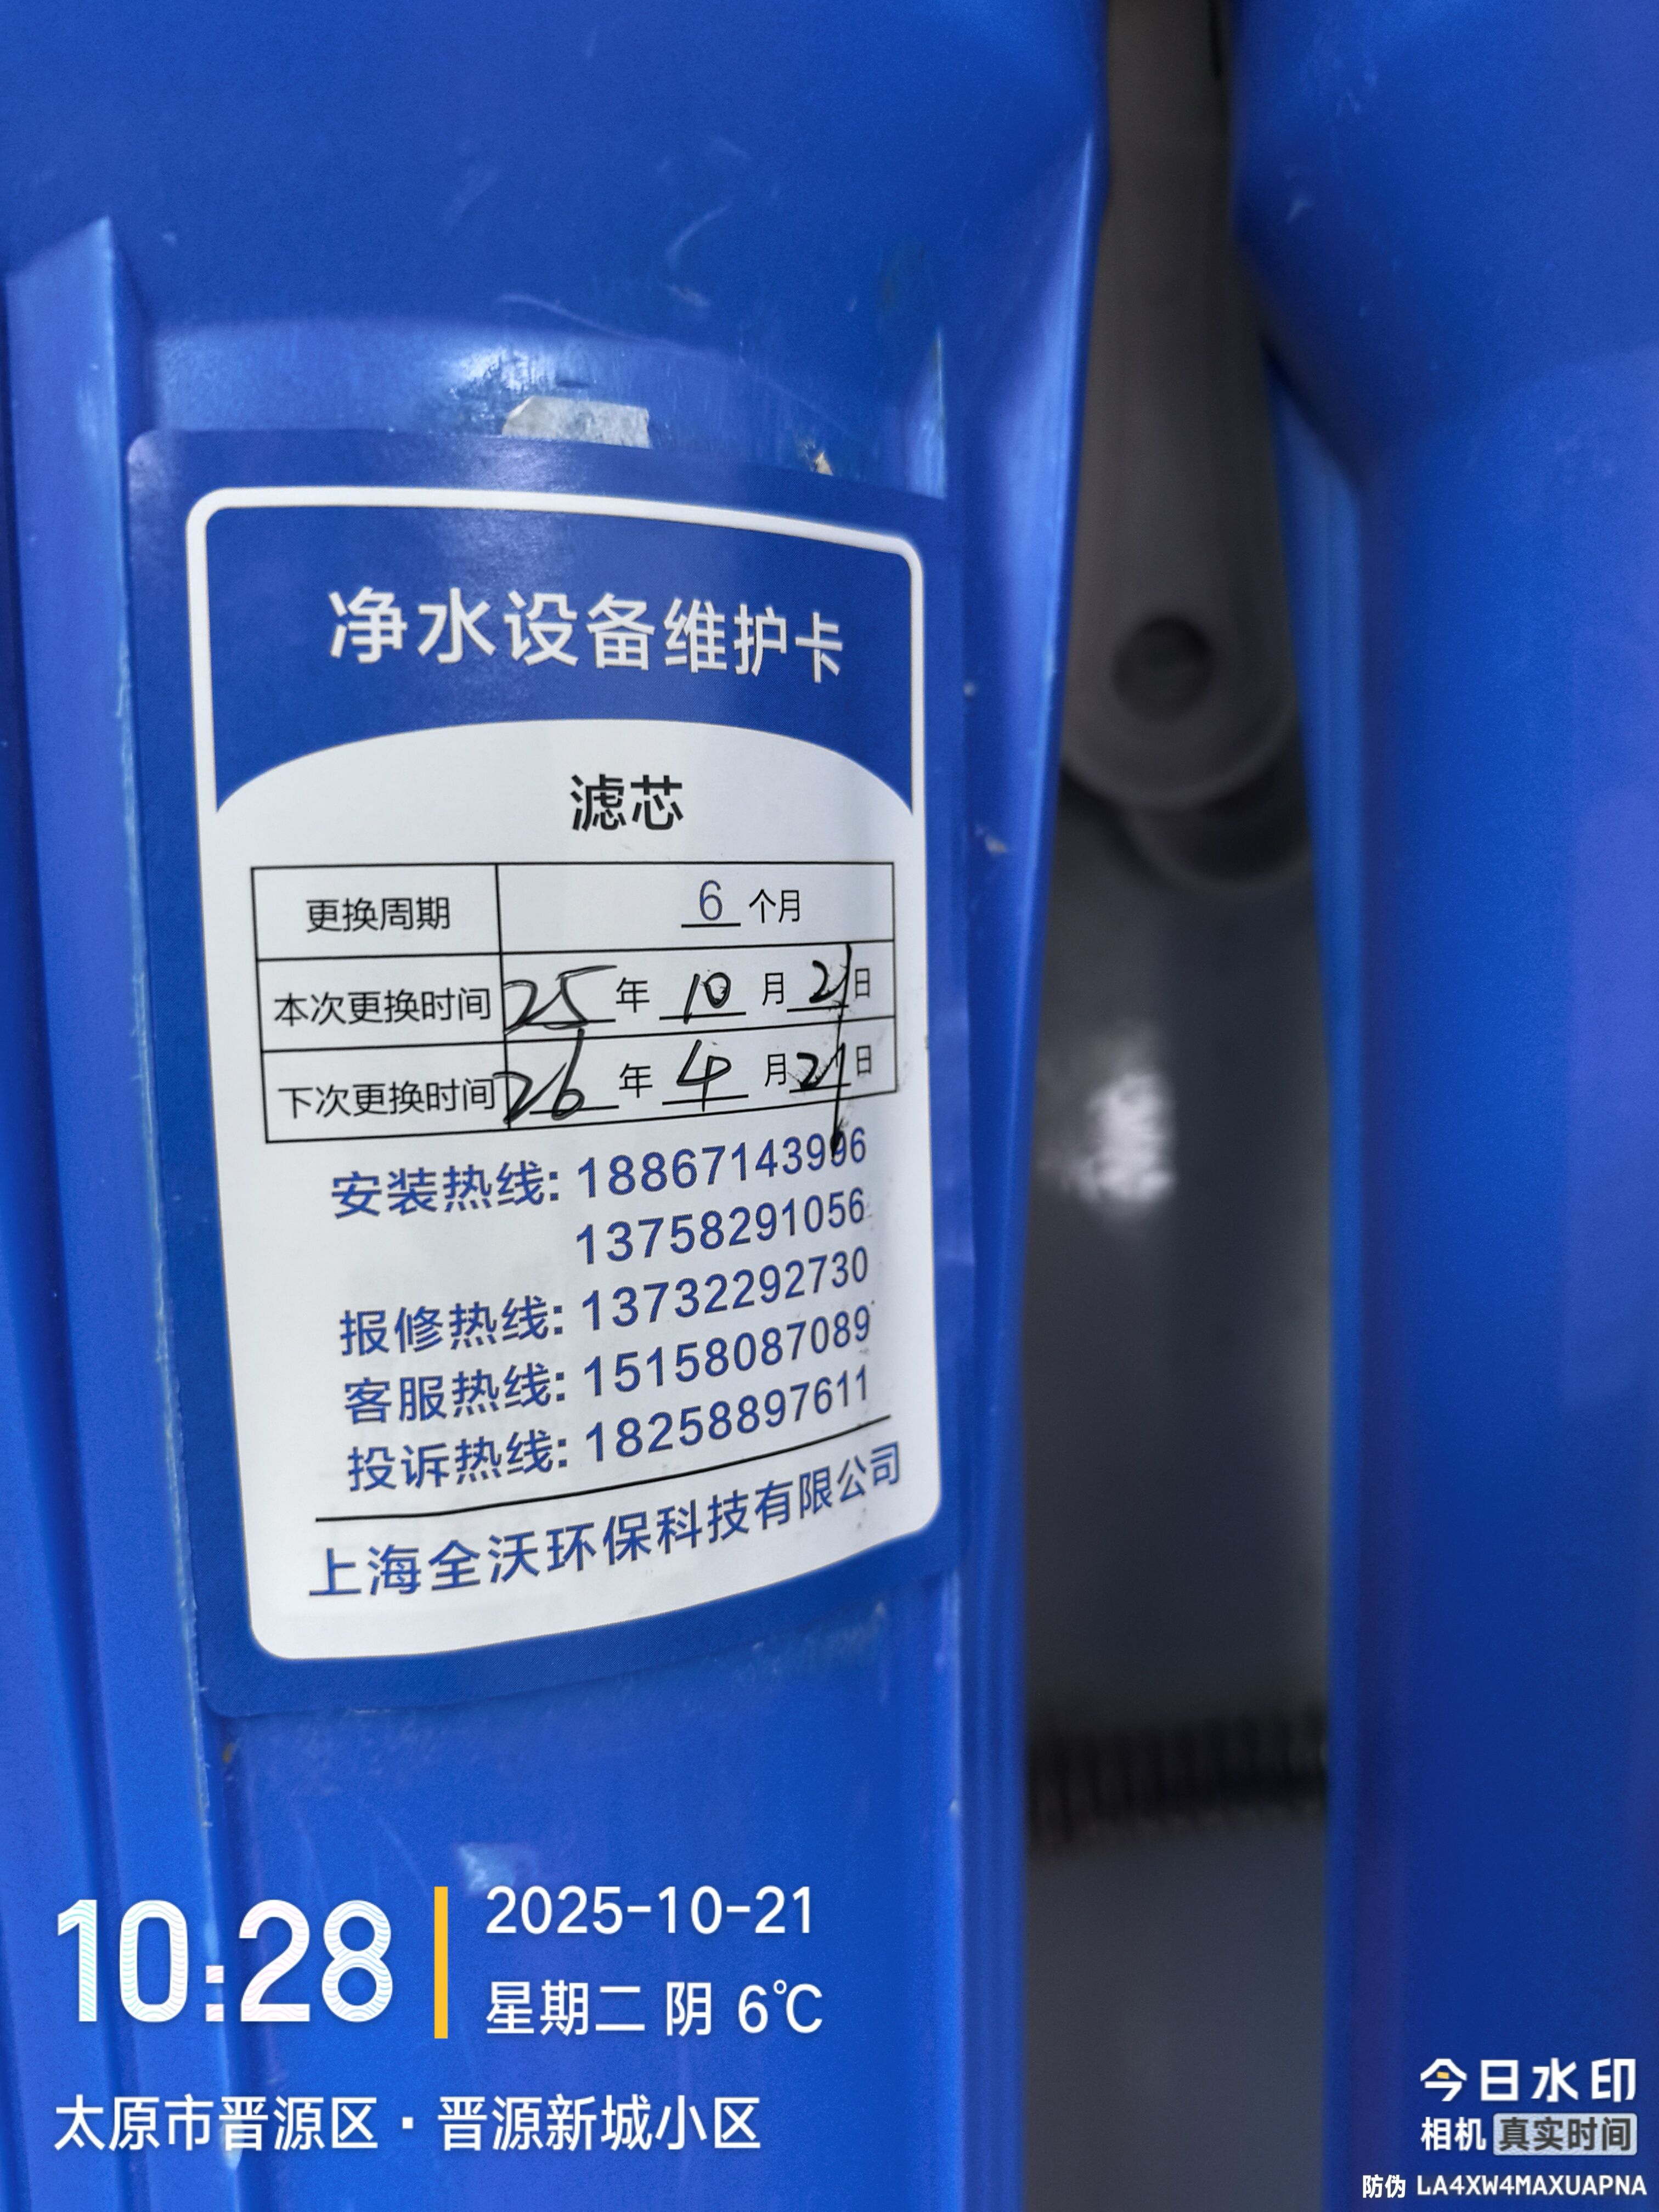 净水设备维护卡
滤芯
更换周期 6 个月
本次更换时间 25 年 10 月 21 日
下次更换时间 26 年 4 月 21 日
安装热线: 18867143996
13758291056
报修热线: 13732292730
客服热线: 15158087089
投诉热线: 18258897611
上海全沃环保科技有限公司
10:28
2025-10-21
星期二 阴 6℃
太原市晋源区·晋源新城小区
今日水印
相机 真实时间
防伪 LA4XW4MAXUAPNA